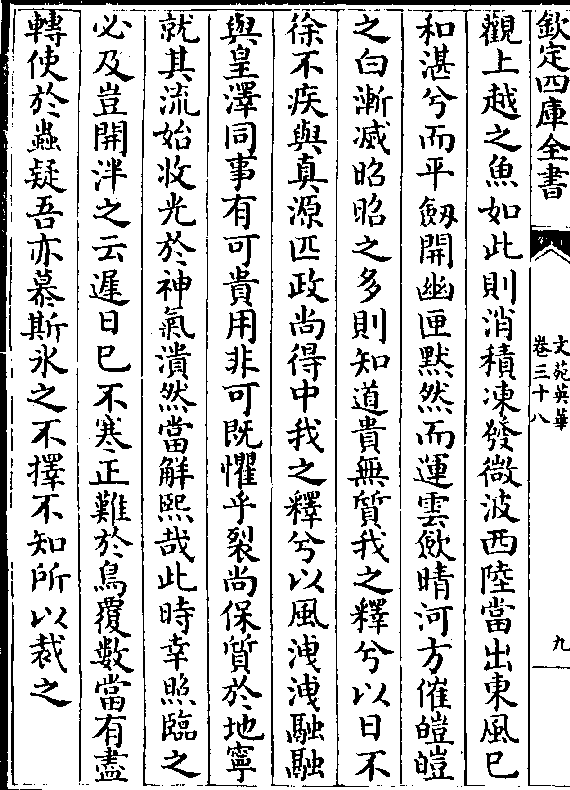 欽定四庫全書
文苑英華
卷三十八
九
觀上越之魚如此則消積凍發微波西陸當出東風已
和湛兮而平劔開幽匣默然而運雲斂晴河方催皚皚
之白漸減昭昭之多則知道貴無質我之釋兮以日不
徐不疾與真源匹政尚得中我之釋兮以風洩洩融融
與皇澤同事有可貴用非可既懼乎裂尚保質於地寧
就其流始收光於神氣潰然當解熙哉此時幸照臨之
必及豈開泮之云遲日巳不寒正難於鳥覆數當有盡
轉使於蟲疑吾亦慕斯氷之不擇不知所以裁之